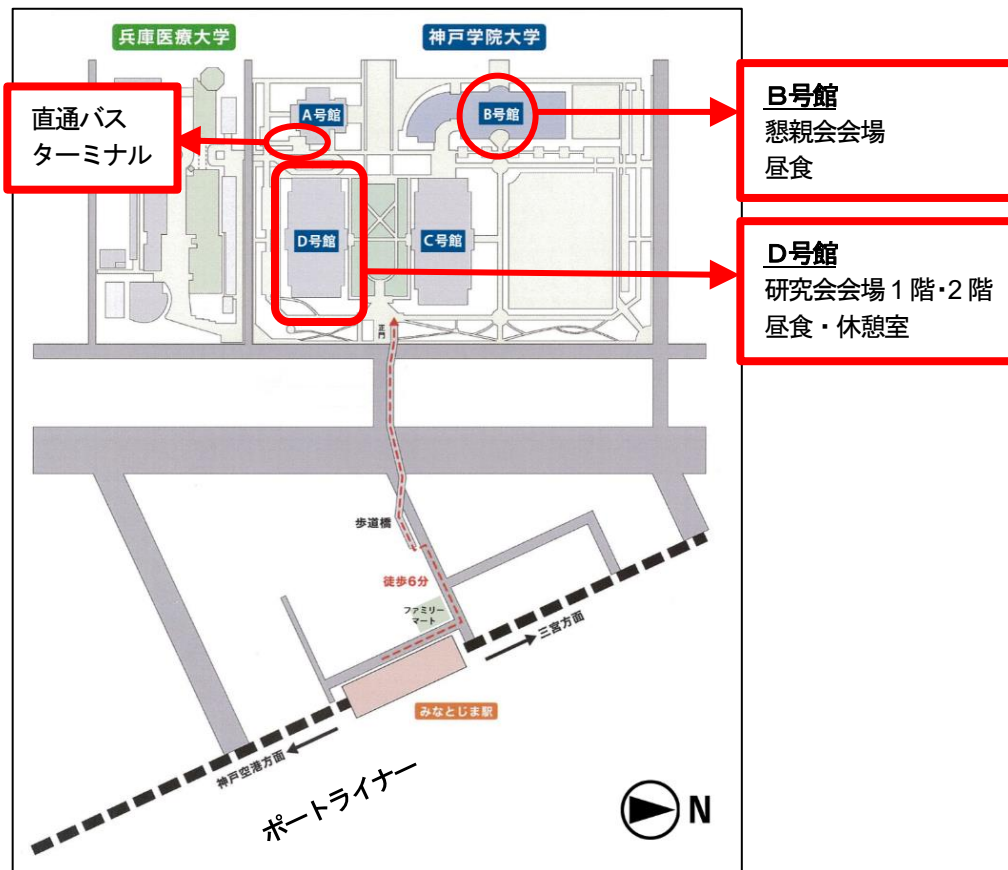 兵庫医療大学
神戸学院大学
直通バス
ターミナル
A号館
B号館
B号館
懇親会会場
昼食
D号館
C号館
D号館
研究会会場1階・2階
昼食・休憩室
正門
歩道橋
徒歩6分
ファミリー
マート
三宮方面
みなとじま駅
神戸空港方面
ポートライナー
N